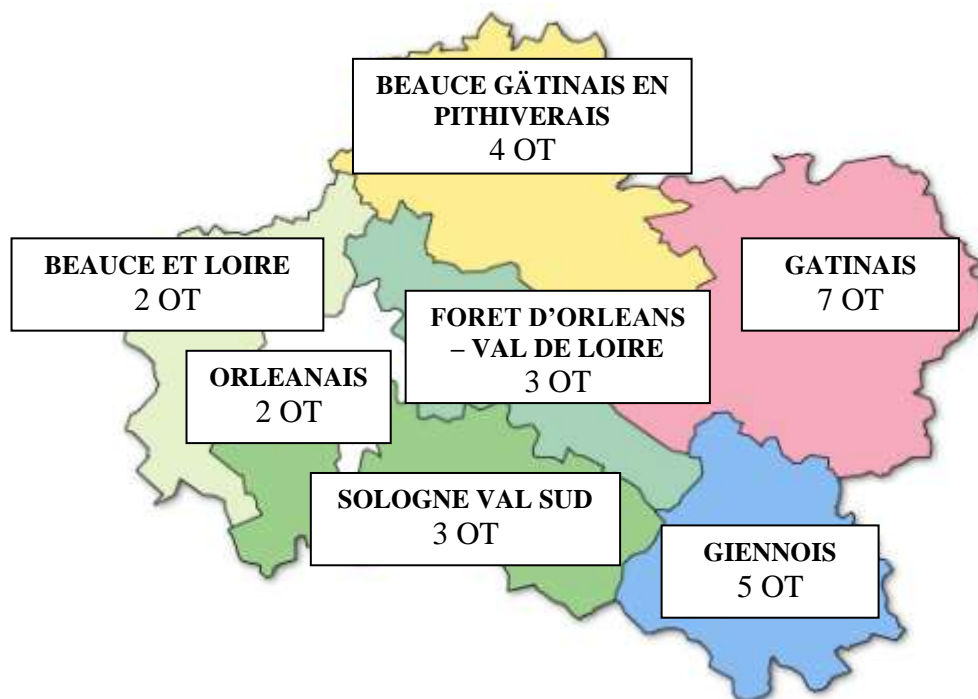 BEAUCE GÄTINAIS EN
PITHIVERAIS
4 OT
BEAUCE ET LOIRE
2 OT
GATINAIS
7 OT
FORET D’ORLEANS
– VAL DE LOIRE
3 OT
ORLEANAIS
2 OT
SOLOGNE VAL SUD
3 OT
GIENNOIS
5 OT